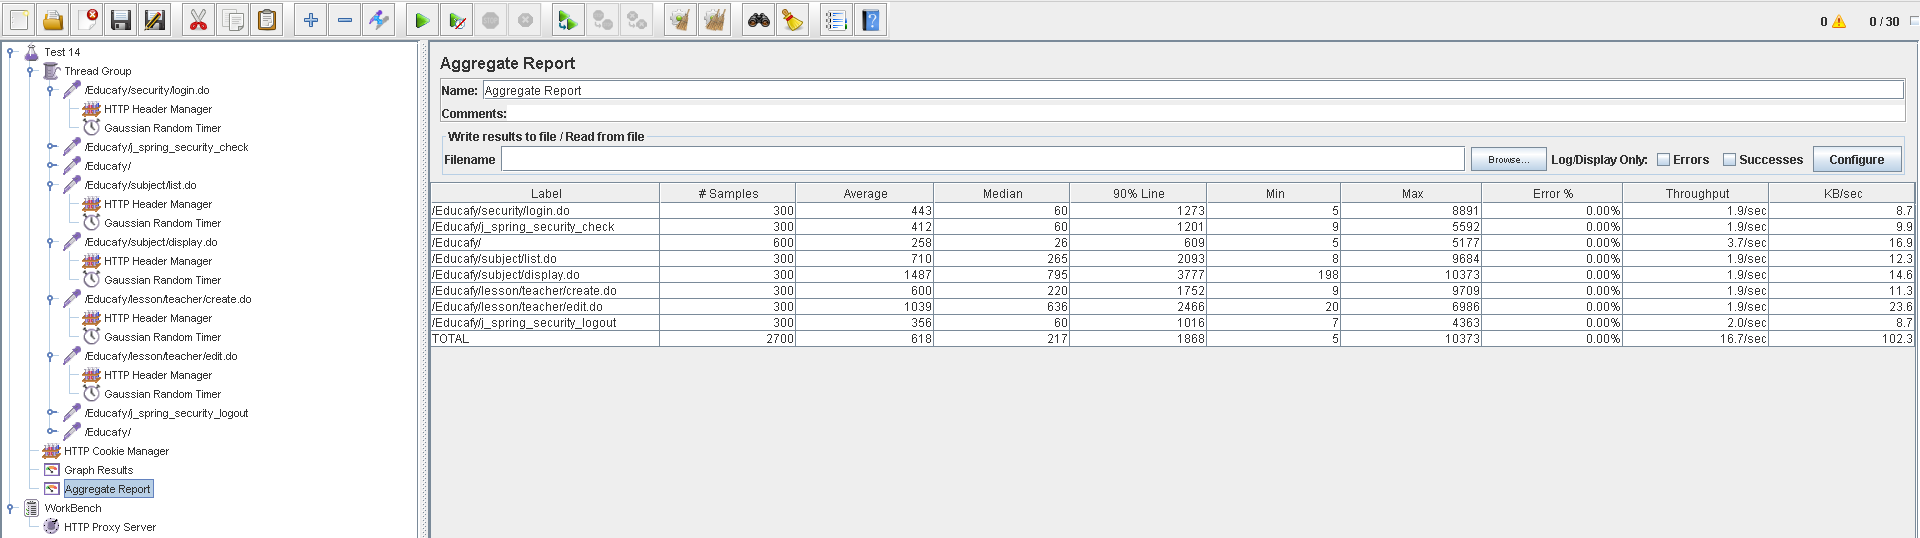 0 0 / 30
Test 14
Thread Group
/Educafy/security/login.do
HTTP Header Manager
Gaussian Random Timer
/Educafy/j_spring_security_check
/Educafy/
/Educafy/subject/list.do
HTTP Header Manager
Gaussian Random Timer
/Educafy/subject/display.do
HTTP Header Manager
Gaussian Random Timer
/Educafy/lesson/teacher/create.do
HTTP Header Manager
Gaussian Random Timer
/Educafy/lesson/teacher/edit.do
HTTP Header Manager
Gaussian Random Timer
/Educafy/j_spring_security_logout
/Educafy/
HTTP Cookie Manager
Graph Results
Aggregate Report
WorkBench
HTTP Proxy Server
Aggregate Report
Name: Aggregate Report
Comments:
Write results to file / Read from file
Filename Browse... Log/Display Only: Errors Successes Configure
Label # Samples Average Median 90% Line Min Max Error % Throughput KB/sec
/Educafy/security/login.do 300 443 60 1273 5 8891 0.00% 1.9/sec 8.7
/Educafy/j_spring_security_check 300 412 60 1201 9 5592 0.00% 1.9/sec 9.9
/Educafy/ 600 258 26 609 5 5177 0.00% 3.7/sec 16.9
/Educafy/subject/list.do 300 710 265 2093 8 9684 0.00% 1.9/sec 12.3
/Educafy/subject/display.do 300 1487 795 3777 198 10373 0.00% 1.9/sec 14.6
/Educafy/lesson/teacher/create.do 300 600 220 1752 9 9709 0.00% 1.9/sec 11.3
/Educafy/lesson/teacher/edit.do 300 1039 636 2466 20 6986 0.00% 1.9/sec 23.6
/Educafy/j_spring_security_logout 300 356 60 1016 7 4363 0.00% 2.0/sec 8.7
TOTAL 2700 618 217 1868 5 10373 0.00% 16.7/sec 102.3